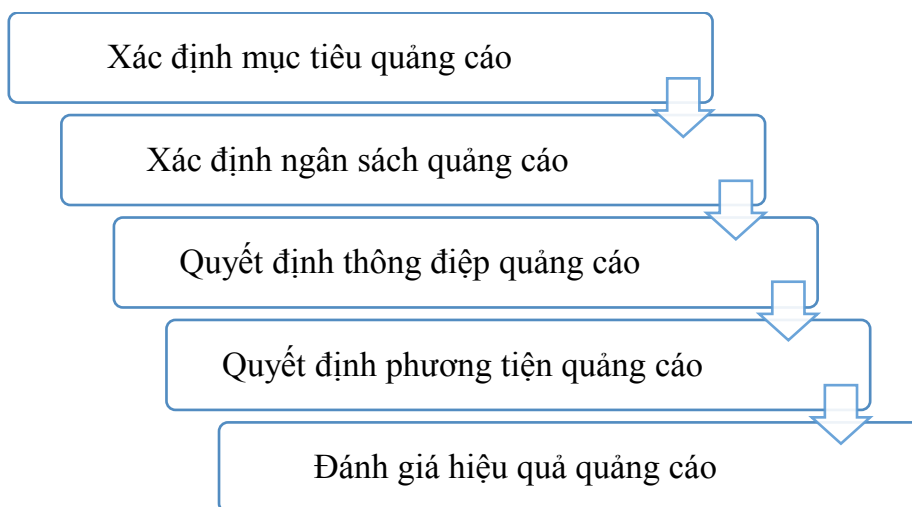 Xác định mục tiêu quảng cáo
Xác định ngân sách quảng cáo
Quyết định thông điệp quảng cáo
Quyết định phương tiện quảng cáo
Đánh giá hiệu quả quảng cáo